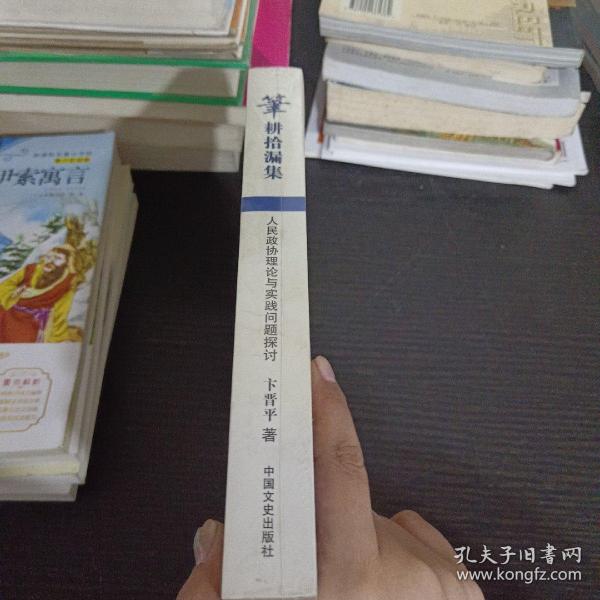 筆耕拾漏集
人民政协理论与实践问题探讨
卞晋平 著
中国文史出版社
伊索寓言
孔夫子旧书网
www.kongfz.com